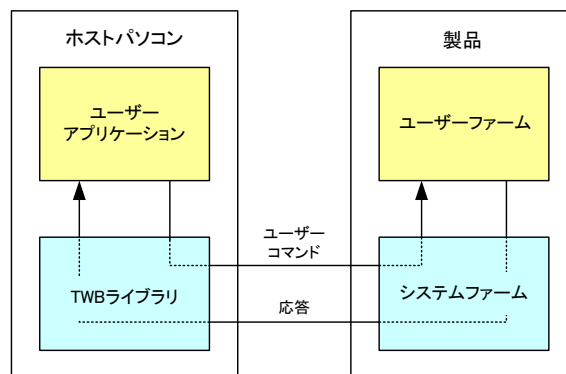 ホストパソコン
製品
ユーザー
アプリケーション
ユーザーファーム
ユーザー
コマンド
TWBライブラリ
システムファーム
応答